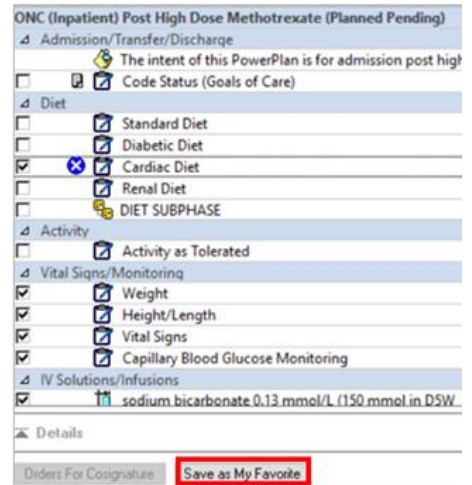 ONC (Inpatient) Post High Dose Methotrexate (Planned Pending)
Admission/Transfer/Discharge
The intent of this PowerPlan is for admission post high
Code Status (Goals of Care)
Diet
Standard Diet
Diabetic Diet
Cardiac Diet
Renal Diet
DIET SUBPHASE
Activity
Activity as Tolerated
Vital Signs/Monitoring
Weight
Height/Length
Vital Signs
Capillary Blood Glucose Monitoring
IV Solutions/Infusions
sodium bicarbonate 0.13 mmol/L (150 mmol in D5W
Details
Orders For Cosignature Save as My Favorite